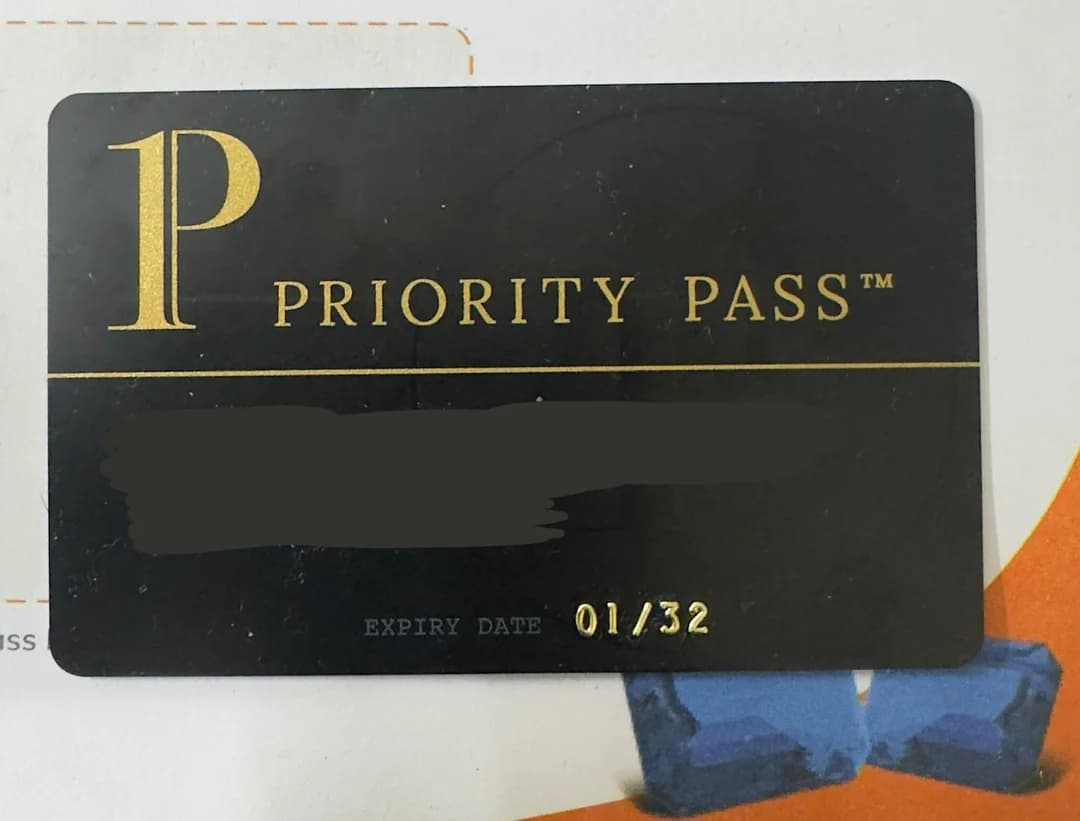 PRIORITY PASS™
EXPIRY DATE 01/32